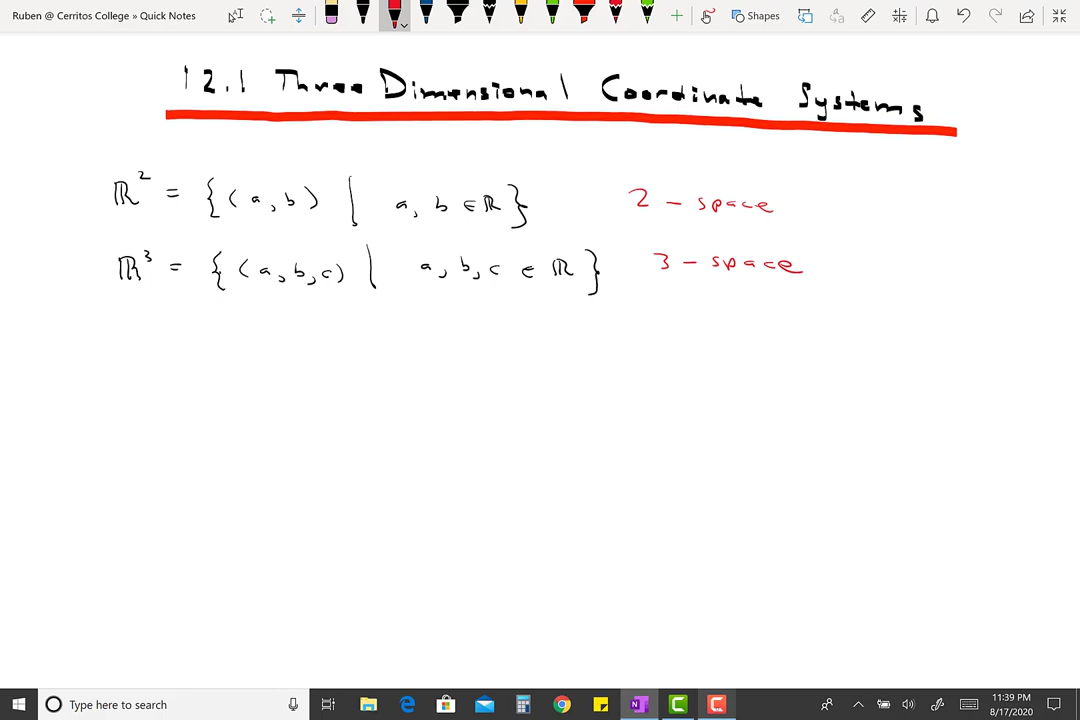 Ruben @ Cerritos College » Quick Notes
Shapes
12.1 Three Dimensional Coordinate Systems
ℝ² = {(a, b) | a, b ∈ ℝ} 2 - space
ℝ³ = {(a, b, c) | a, b, c ∈ ℝ} 3 - space
Type here to search
11:39 PM
8/17/2020